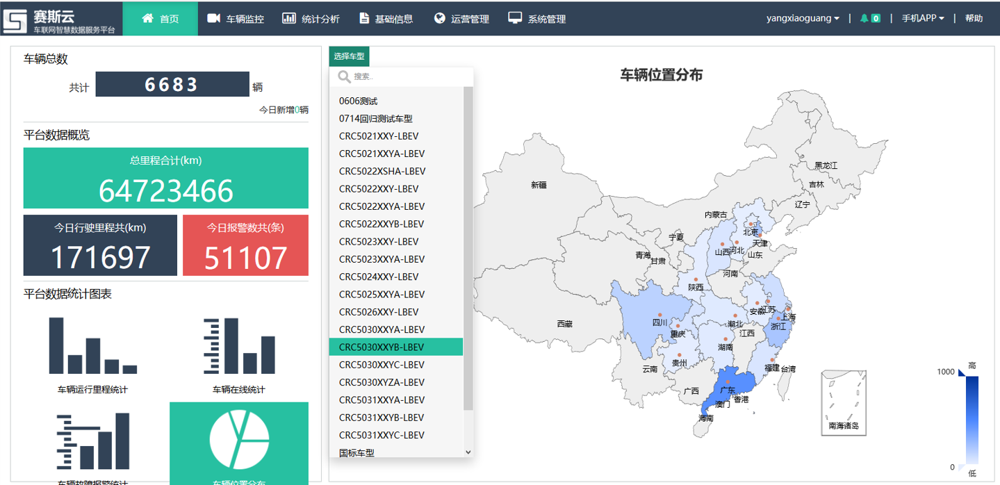 赛斯云
车联网智慧数据服务平台
首页
车辆监控
统计分析
基础信息
运营管理
系统管理
yangxiaoguang
|
0
|
手机APP
|
帮助
车辆总数
共计 6683 辆
今日新增0辆
平台数据概览
总里程合计(km)
64723466
今日行驶里程共(km)
171697
今日报警数共(条)
51107
平台数据统计图表
车辆运行里程统计
车辆在线统计
车辆故障报警统计
车辆位置分布
选择车型
搜索..
0606测试
0714回归测试车型
CRC5021XXY-LBEV
CRC5021XXYA-LBEV
CRC5022XSHA-LBEV
CRC5022XXY-LBEV
CRC5022XXYA-LBEV
CRC5022XXYB-LBEV
CRC5023XXY-LBEV
CRC5023XXYA-LBEV
CRC5024XXY-LBEV
CRC5025XXYA-LBEV
CRC5026XXY-LBEV
CRC5030XXYA-LBEV
CRC5030XXYB-LBEV
CRC5030XXYC-LBEV
CRC5030XYZA-LBEV
CRC5031XXYA-LBEV
CRC5031XXYB-LBEV
CRC5031XXYC-LBEV
国标车型
车辆位置分布
黑龙江
吉林
辽宁
新疆
内蒙古
北京
天津
宁夏
山西
河北
山东
青海
甘肃
河南
陕西
安徽
江苏
上海
四川
湖北
浙江
西藏
重庆
江西
湖南
贵州
云南
福建
台湾
广西
广东
香港
澳门
海南
南海诸岛
高
1000
0
低